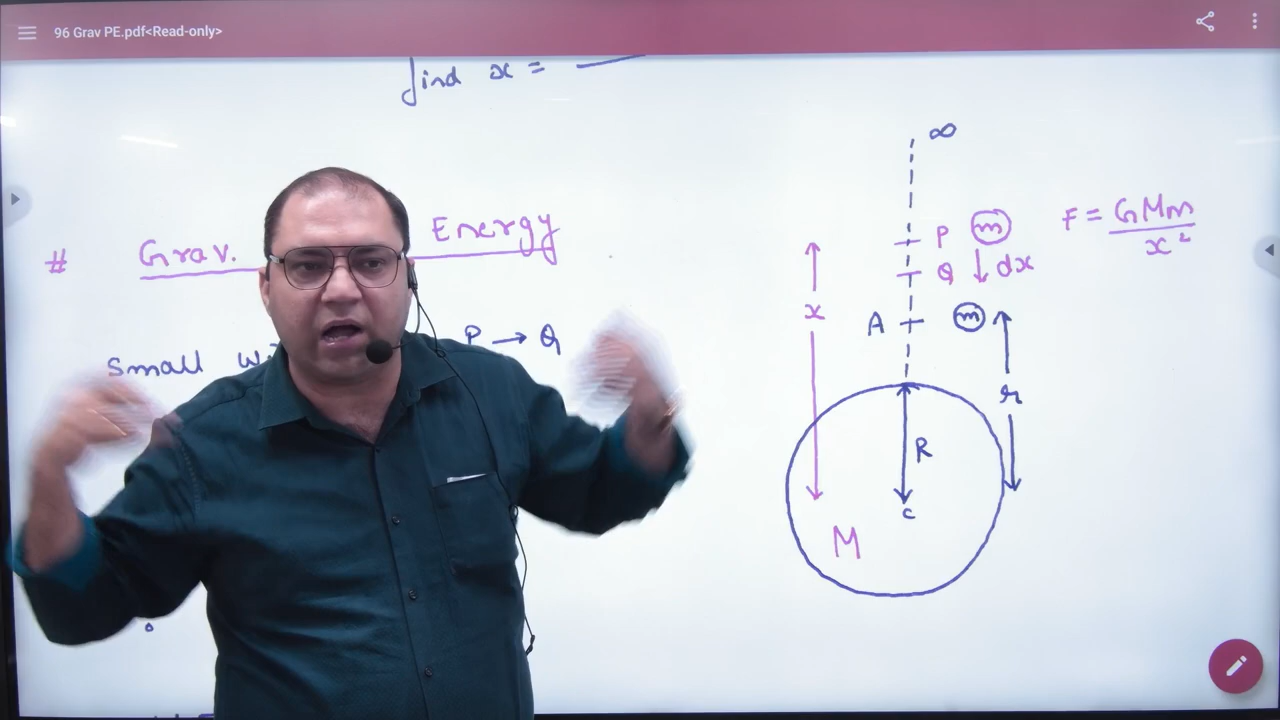 96 Grav PE.pdf<Read-only>
find x =
∞
# Grav. Energy
P m
F = GMm / x²
Q ↓ dx
x
A m
Small P → Q
r
R
c
M